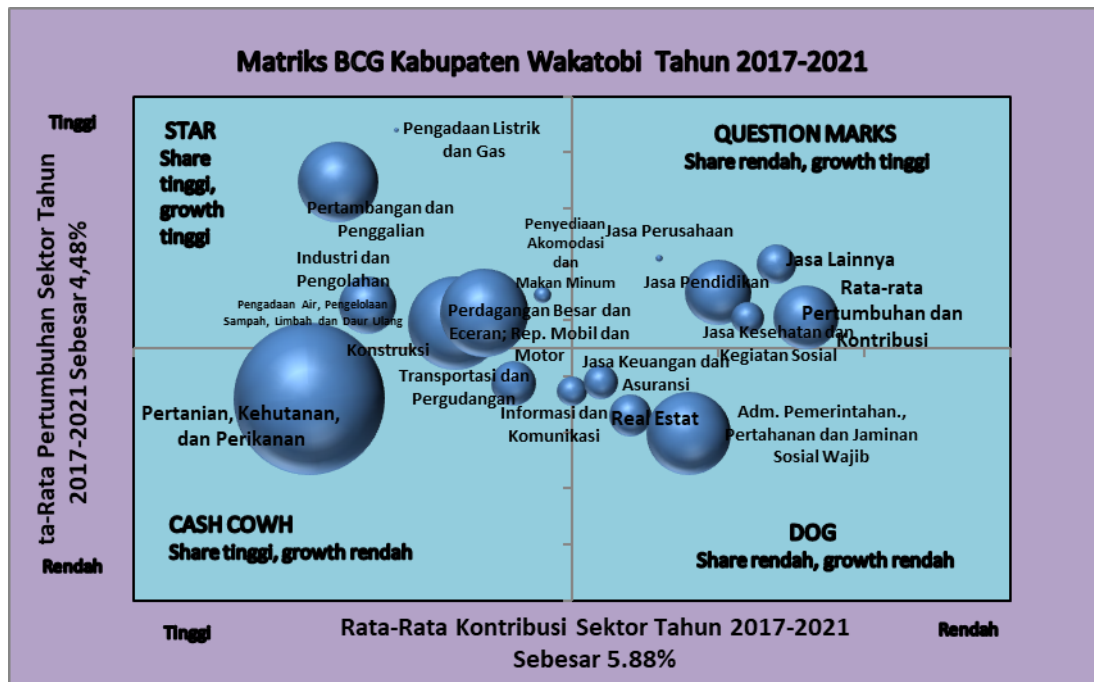 Matriks BCG Kabupaten Wakatobi Tahun 2017-2021
Tinggi
ta-Rata Pertumbuhan Sektor Tahun
2017-2021 Sebesar 4,48%
Rendah
STAR
Share
tinggi,
growth
tinggi
Pengadaan Listrik
dan Gas
QUESTION MARKS
Share rendah, growth tinggi
Pertambangan dan
Penggalian
Industri dan
Pengolahan
Pengadaan Air, Pengelolaan
Sampah, Limbah dan Daur Ulang
Konstruksi
Penyediaan
Akomodasi
dan
Makan Minum
Perdagangan Besar dan
Eceran; Rep. Mobil dan
Motor
Jasa Perusahaan
Jasa Pendidikan
Jasa Lainnya
Rata-rata
Pertumbuhan dan
Kontribusi
Jasa Kesehatan dan
Kegiatan Sosial
Transportasi dan
Pergudangan
Jasa Keuangan dan
Asuransi
Informasi dan
Komunikasi
Real Estat
Adm. Pemerintahan.,
Pertahanan dan Jaminan
Sosial Wajib
Pertanian, Kehutanan,
dan Perikanan
CASH COWH
Share tinggi, growth rendah
DOG
Share rendah, growth rendah
Tinggi
Rata-Rata Kontribusi Sektor Tahun 2017-2021
Sebesar 5.88%
Rendah